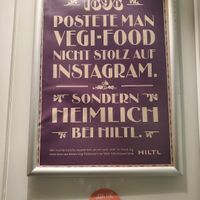 1898
POSTETE MAN
VEGI-FOOD
NICHT STOLZ AUF
INSTAGRAM.
SONDERN
HEIMLICH
BEI HILTL.
HILTL